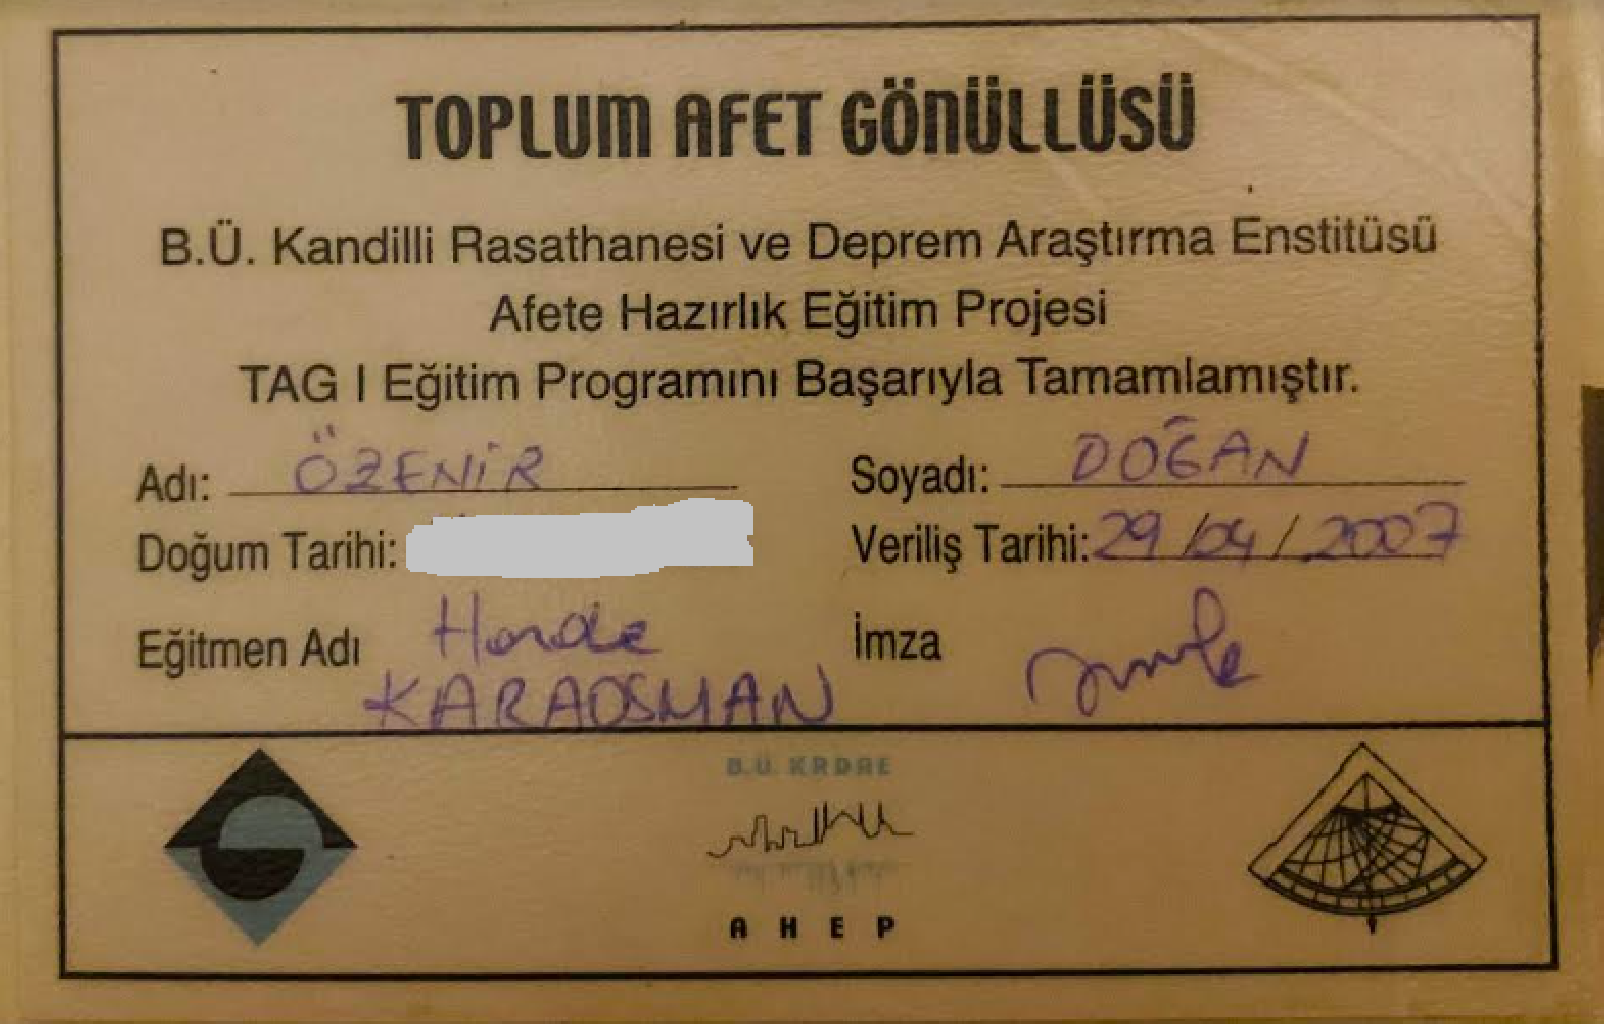 TOPLUM AFET GÖNÜLLÜSÜ
B.Ü. Kandilli Rasathanesi ve Deprem Araştırma Enstitüsü
Afete Hazırlık Eğitim Projesi
TAG I Eğitim Programını Başarıyla Tamamlamıştır.
Adı: ÖZENİR Soyadı: DOĞAN
Doğum Tarihi: Veriliş Tarihi: 29/04/2007
Eğitmen Adı İmza
KARAOSMAN
B.Ü. KRDAE
AHEP